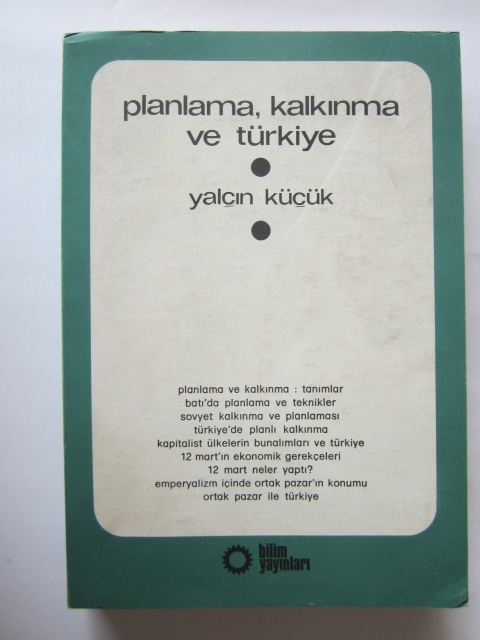 planlama, kalkınma
ve türkiye
yalçın küçük
planlama ve kalkınma : tanımlar
batı'da planlama ve teknikler
sovyet kalkınma ve planlaması
türkiye'de planlı kalkınma
kapitalist ülkelerin bunalımları ve türkiye
12 mart'ın ekonomik gerekçeleri
12 mart neler yaptı?
emperyalizm içinde ortak pazar'ın konumu
ortak pazar ile türkiye
bilim
yayınları